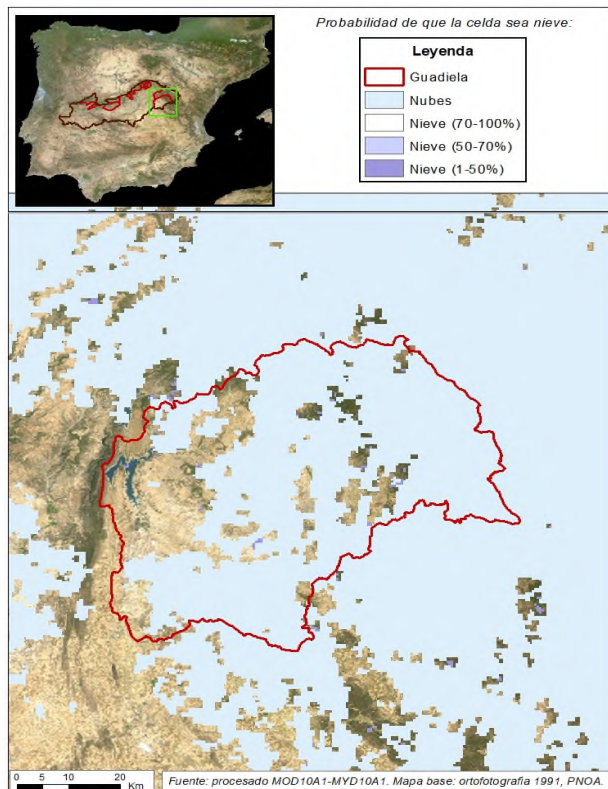 Probabilidad de que la celda sea nieve:
Leyenda
Guadiela
Nubes
Nieve (70-100%)
Nieve (50-70%)
Nieve (1-50%)
0 5 10 20
Km
Fuente: procesado MOD10A1-MYD10A1. Mapa base: ortofotografia 1991, PNOA.